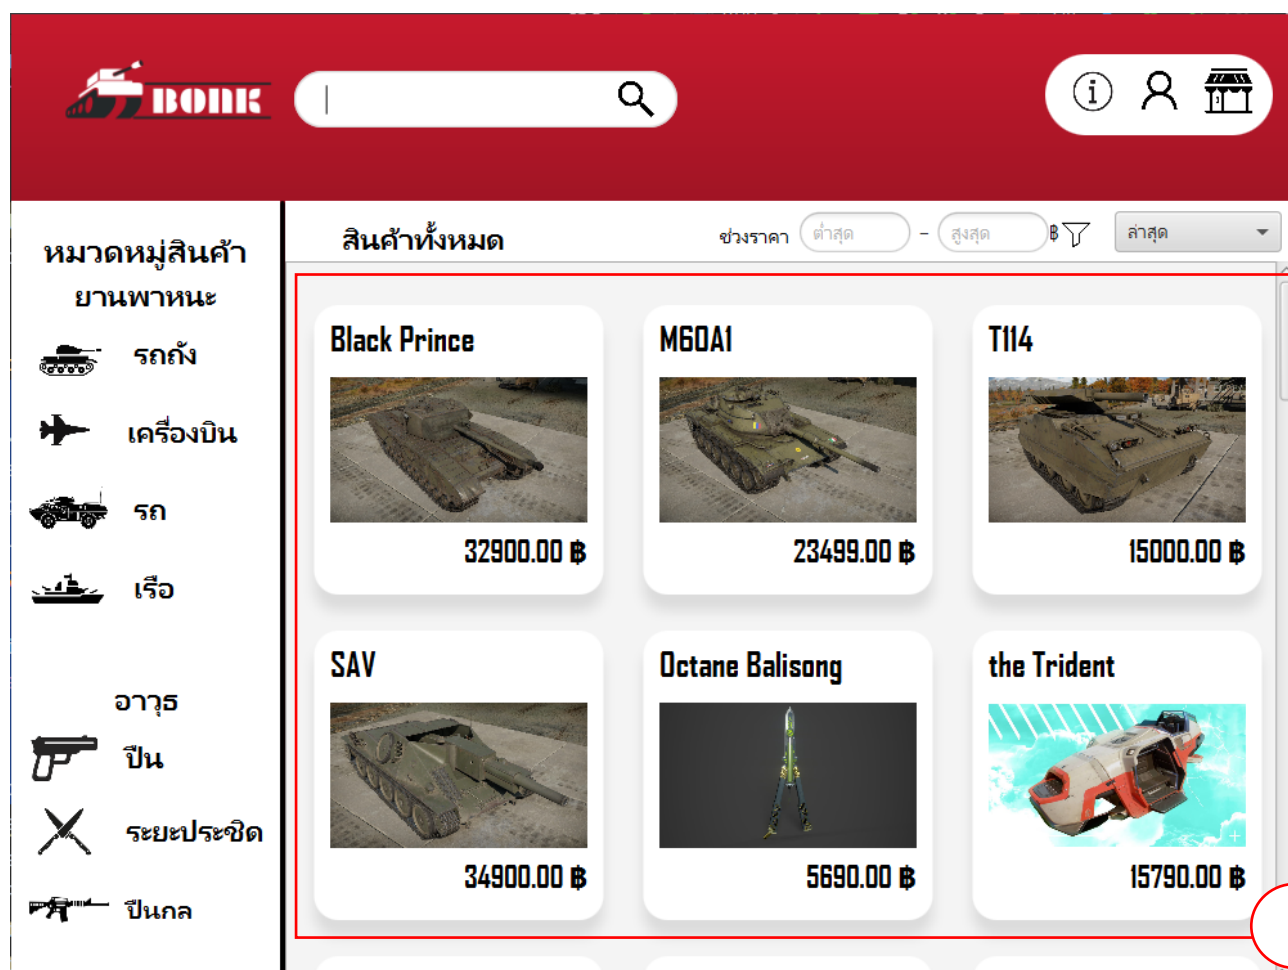 BONK
หมวดหมู่สินค้า
ยานพาหนะ
รถถัง
เครื่องบิน
รถ
เรือ
อาวุธ
ปืน
ระยะประชิด
ปืนกล
สินค้าทั้งหมด
ช่วงราคา ต่ำสุด - สูงสุด ฿ ล่าสุด
Black Prince
32900.00 ฿
M60A1
23499.00 ฿
T114
15000.00 ฿
SAV
34900.00 ฿
Octane Balisong
5690.00 ฿
the Trident
15790.00 ฿